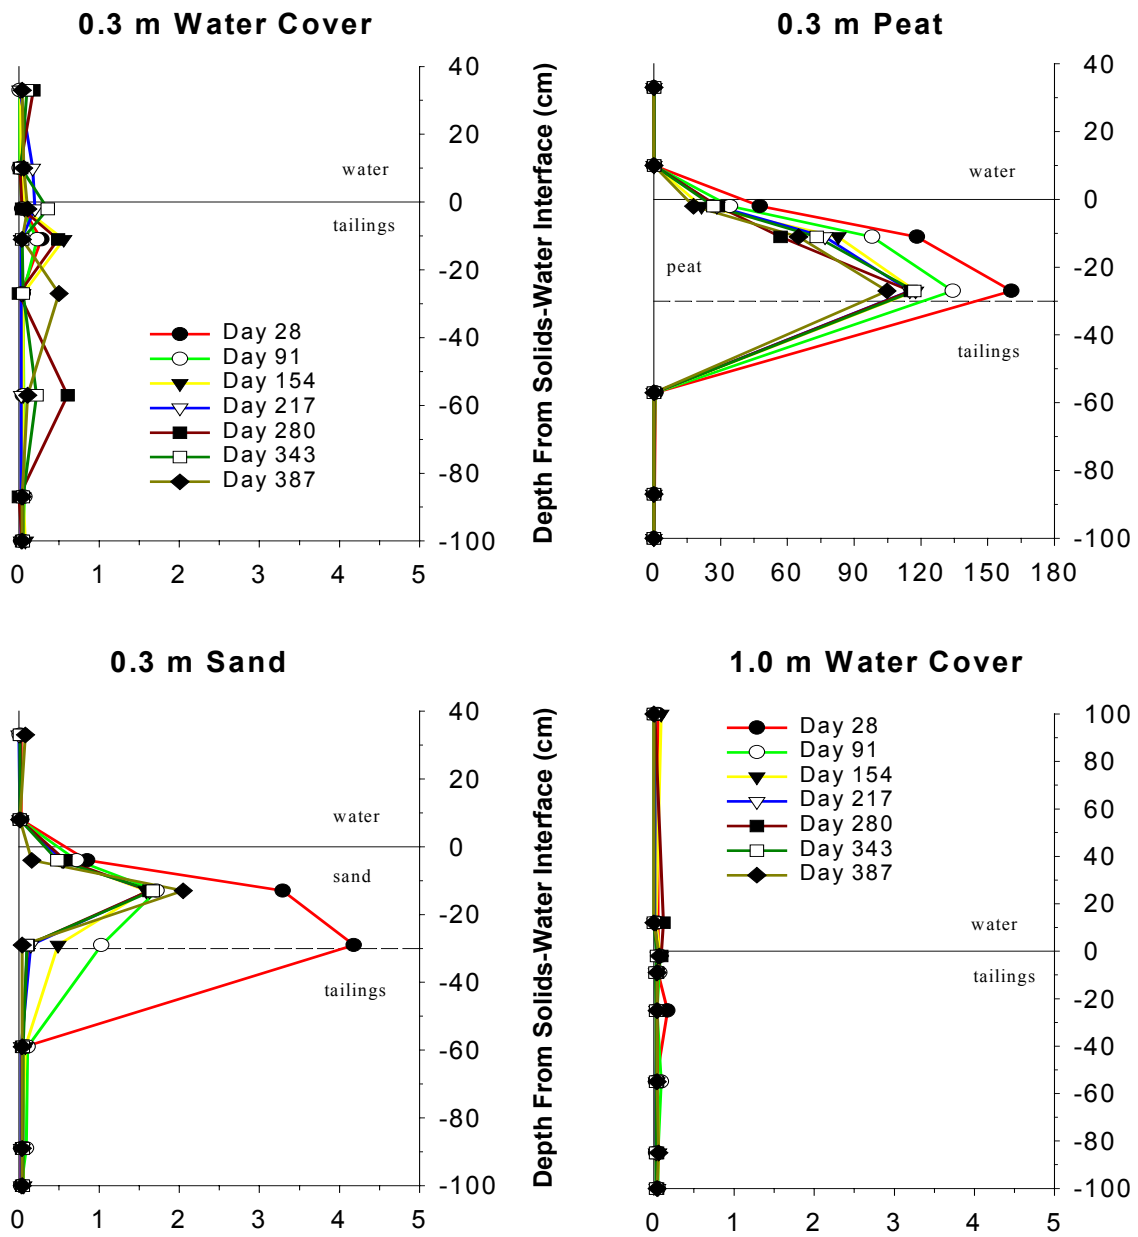 0.3 m Water Cover
40
20
0
-20
-40
-60
-80
-100
water
tailings
Day 28
Day 91
Day 154
Day 217
Day 280
Day 343
Day 387
0 1 2 3 4 5
Depth From Solids-Water Interface (cm)
0.3 m Peat
40
20
0
-20
-40
-60
-80
-100
water
peat
tailings
0 30 60 90 120 150 180
0.3 m Sand
40
20
0
-20
-40
-60
-80
-100
water
sand
tailings
0 1 2 3 4 5
Depth From Solids-Water Interface (cm)
1.0 m Water Cover
100
80
60
40
20
0
-20
-40
-60
-80
-100
Day 28
Day 91
Day 154
Day 217
Day 280
Day 343
Day 387
water
tailings
0 1 2 3 4 5